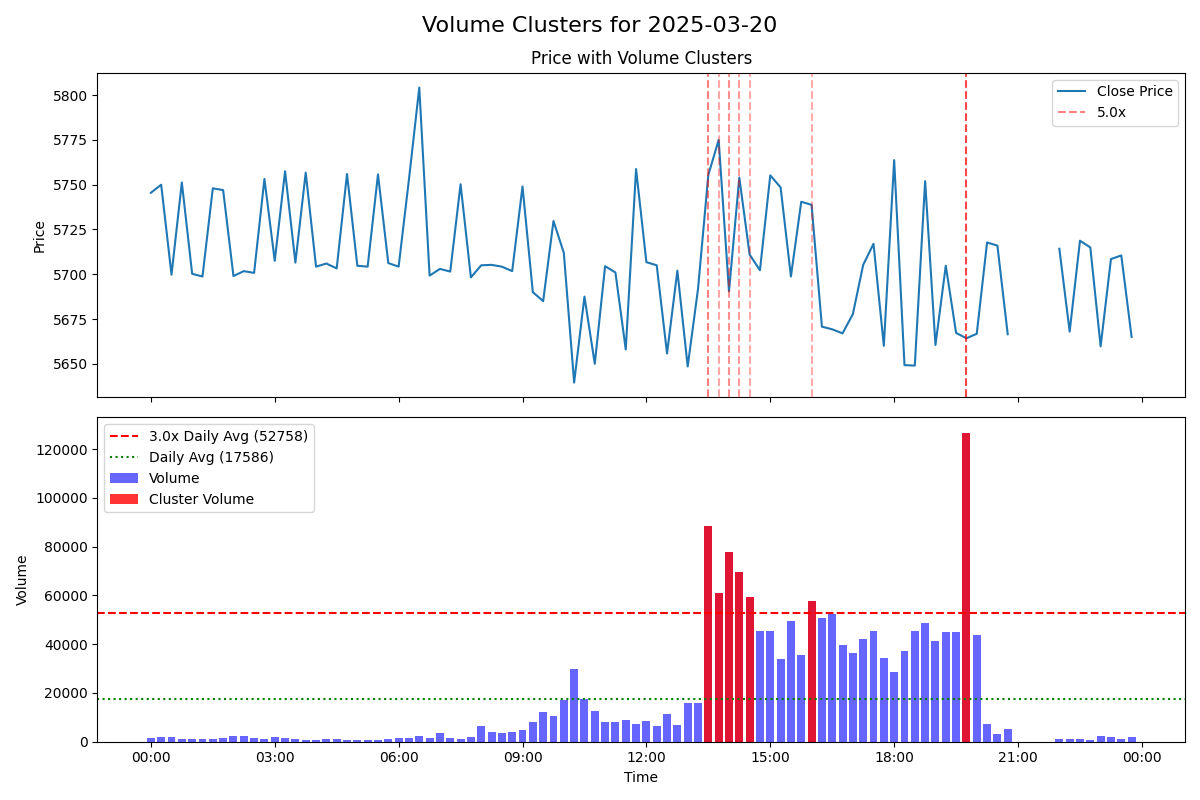 Volume Clusters for 2025-03-20
Price with Volume Clusters
5800
5775
5750
5725
5700
5675
5650
Price
Close Price
5.0x
120000
100000
80000
60000
40000
20000
0
Volume
3.0x Daily Avg (52758)
Daily Avg (17586)
Volume
Cluster Volume
00:00 03:00 06:00 09:00 12:00 15:00 18:00 21:00 00:00
Time